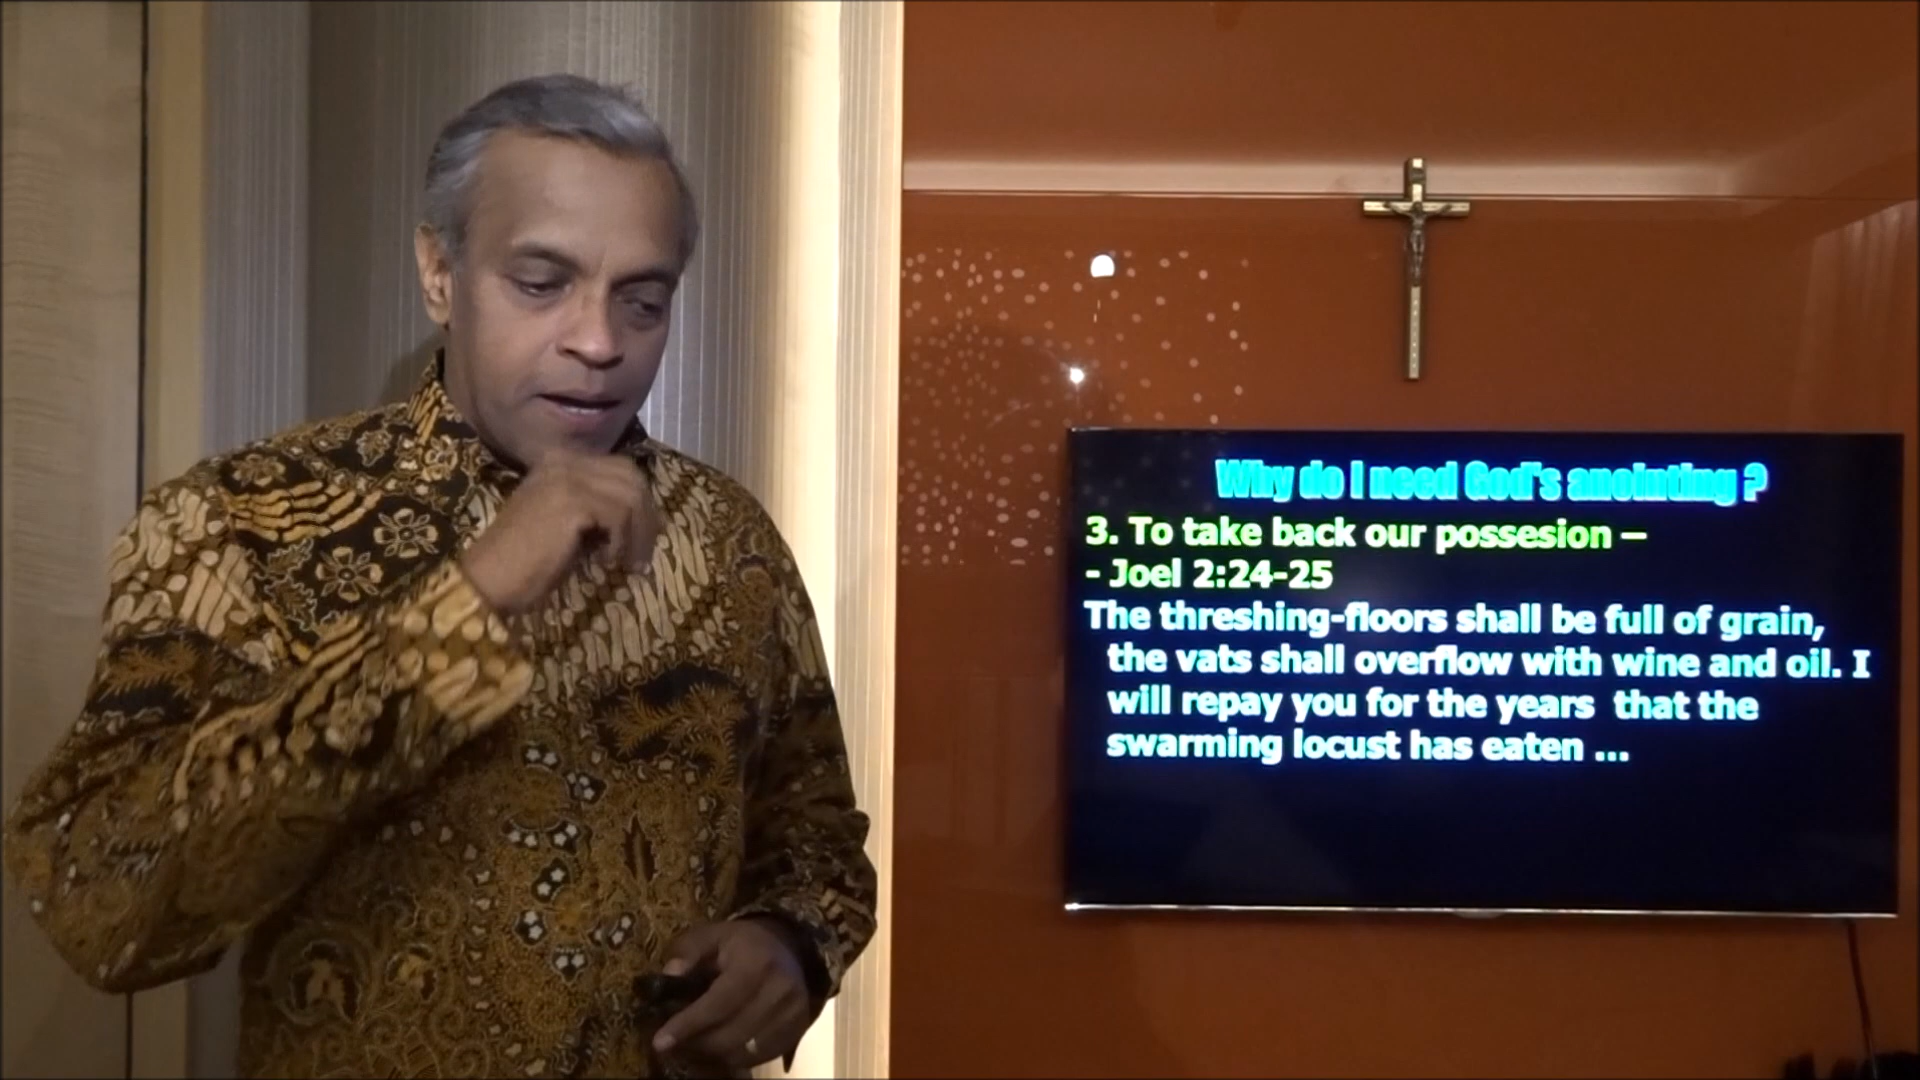 Why do I need God's anointing ?
3. To take back our possesion –
- Joel 2:24-25
The threshing-floors shall be full of grain,
the vats shall overflow with wine and oil. I
will repay you for the years  that the
swarming locust has eaten ...